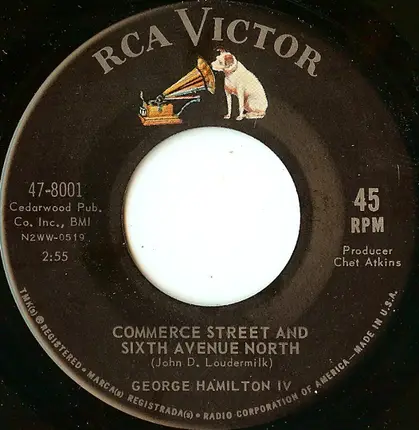 RCA VICTOR
47-8001
Cedarwood Pub.
Co. Inc., BMI
N2WW-0519
2:55
45
RPM
Producer
Chet Atkins
COMMERCE STREET AND
SIXTH AVENUE NORTH
(John D. Loudermilk)
GEORGE HAMILTON IV
TMK(s) ® REGISTERED • MARCA(s) REGISTRADA(s) • RADIO CORPORATION OF AMERICA—MADE IN U.S.A.